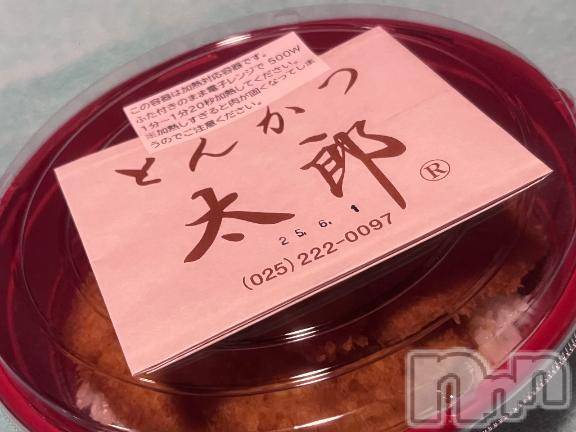 この容器は加熱対応容器です。
ふた付きのまま電子レンジで500W
1分~1分20秒加熱してください。
※加熱しすぎると肉が固くなってしま
うのでご注意ください。
とんかつ
太郎®
25.6.1
(025)222-0097
nnn